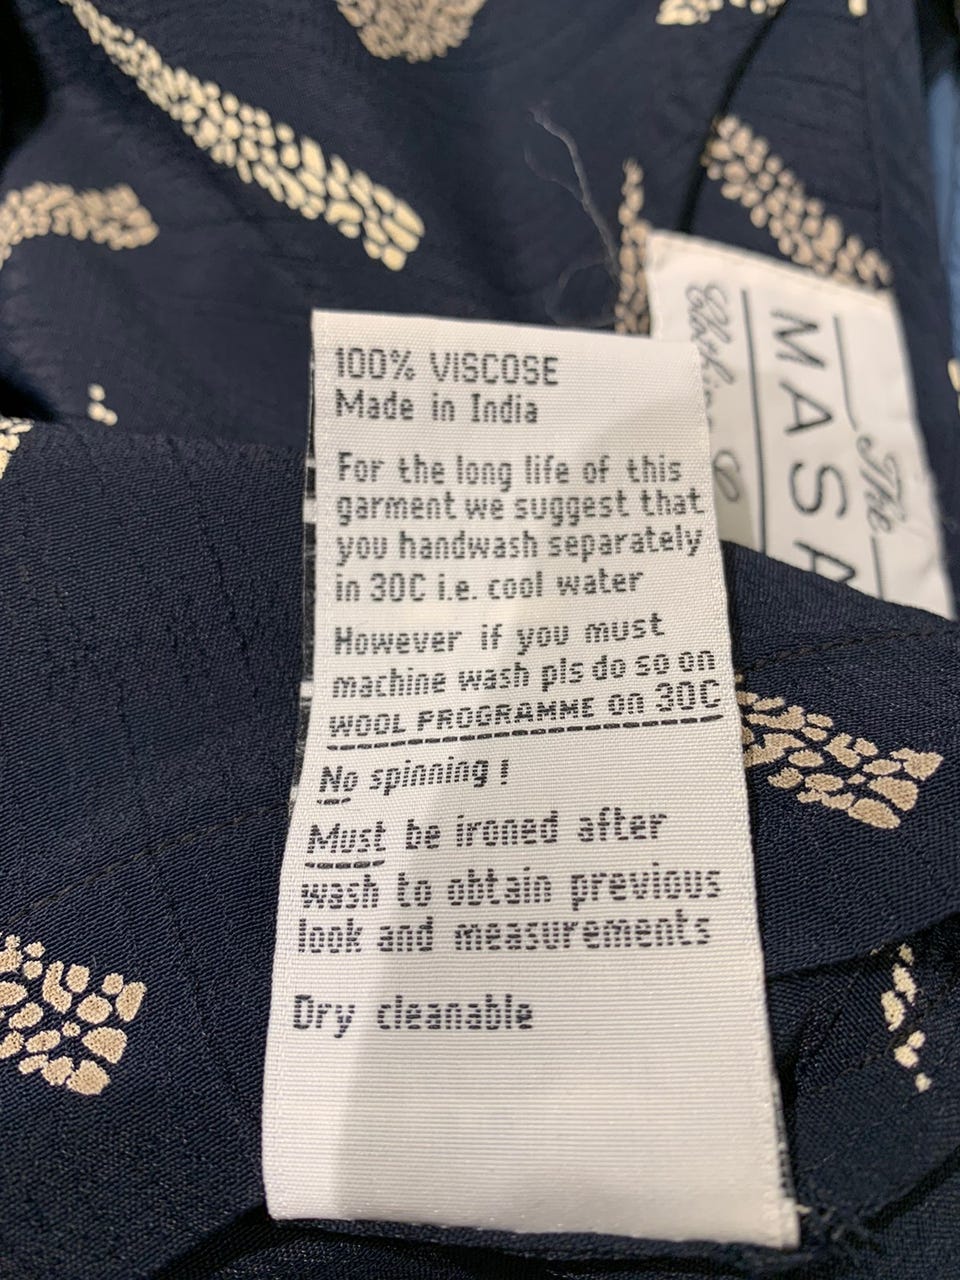 100% VISCOSE
Made in India
For the long life of this
garment we suggest that
you handwash separately
in 30C i.e. cool water
However if you must
machine wash pls do so on
WOOL PROGRAMME on 30C
No spinning !
Must be ironed after
wash to obtain previous
look and measurements
Dry cleanable
The
MASA